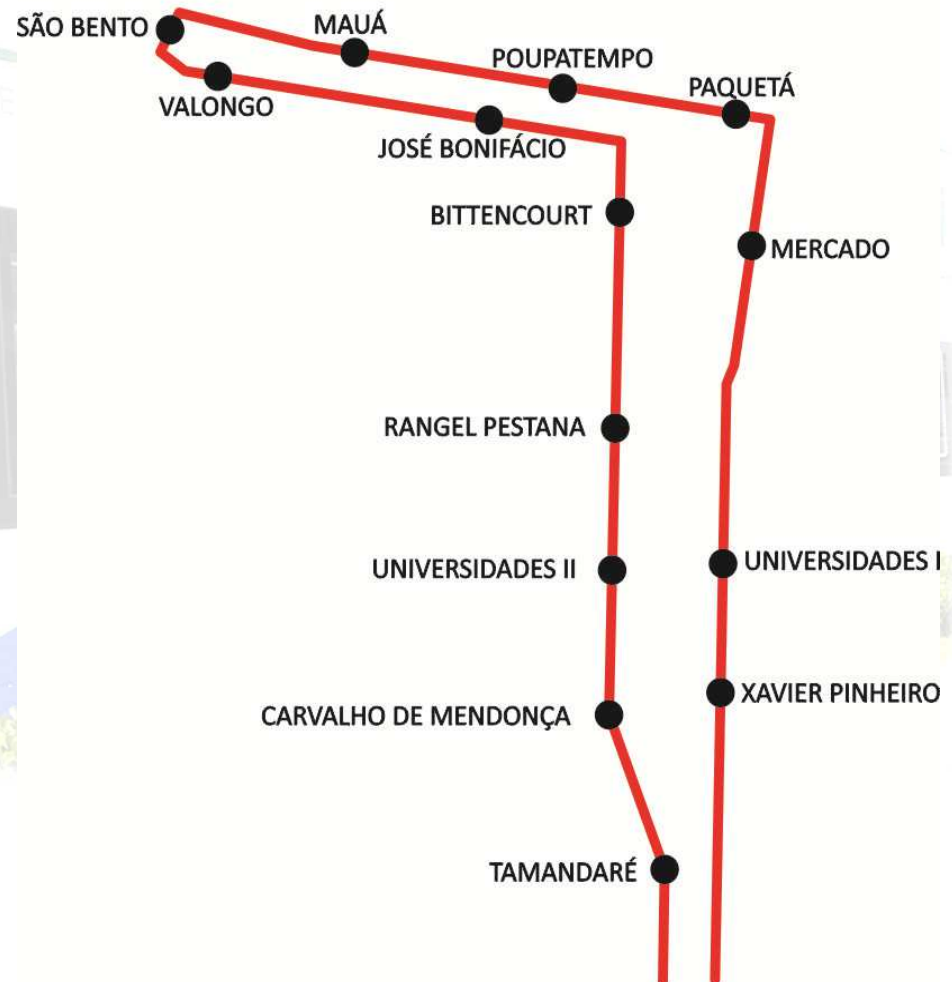 SÃO BENTO
MAUÁ
POUPATEMPO
PAQUETÁ
VALONGO
JOSÉ BONIFÁCIO
BITTENCOURT
MERCADO
RANGEL PESTANA
UNIVERSIDADES II
UNIVERSIDADES I
XAVIER PINHEIRO
CARVALHO DE MENDONÇA
TAMANDARÉ